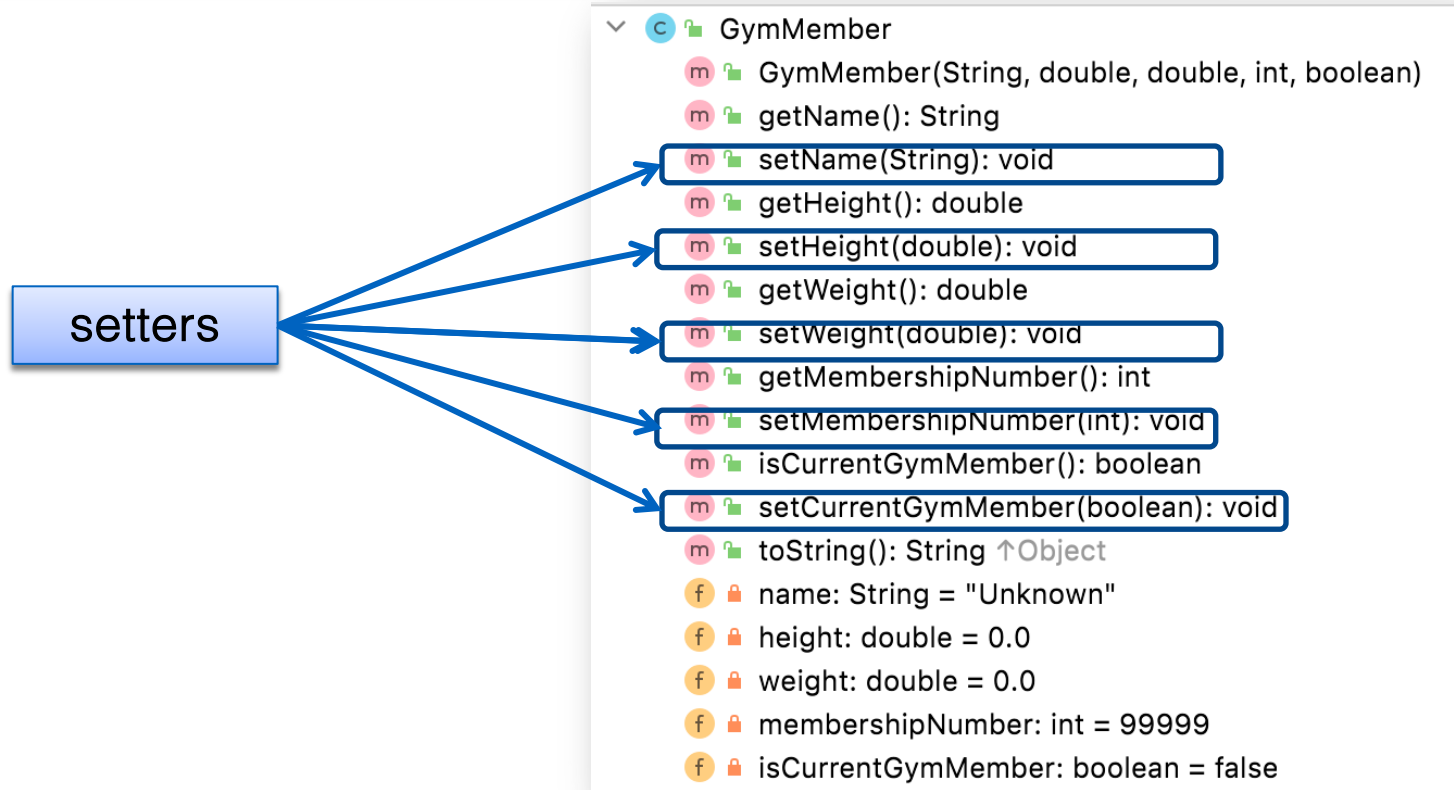 setters
C GymMember
m GymMember(String, double, double, int, boolean)
m getName(): String
m setName(String): void
m getHeight(): double
m setHeight(double): void
m getWeight(): double
m setWeight(double): void
m getMembershipNumber(): int
m setMembershipNumber(int): void
m isCurrentGymMember(): boolean
m setCurrentGymMember(boolean): void
m toString(): String ↑Object
f name: String = "Unknown"
f height: double = 0.0
f weight: double = 0.0
f membershipNumber: int = 99999
f isCurrentGymMember: boolean = false